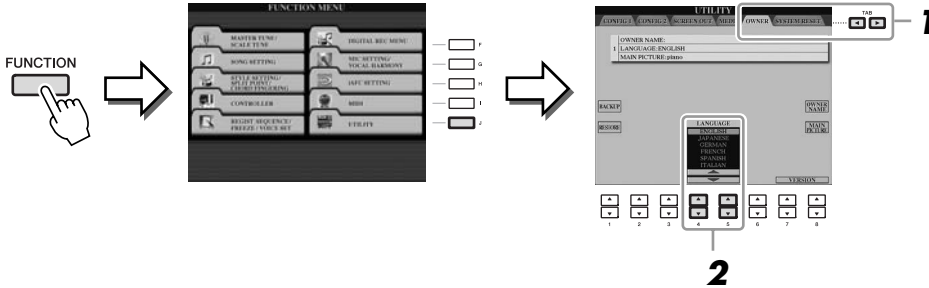 FUNCTION
FUNCTION MENU
MASTER TUNE/
SCALE TUNE
SONG SETTING
STYLE SETTING/
SPLIT POINT/
CHORD FINGERING
CONTROLLER
REGIST SEQUENCE/
FREEZE / VOICE SET
DIGITAL REC MENU
MIC SETTING/
VOCAL HARMONY
MIDI
UTILITY
F
G
H
I
J
UTILITY
CONFIG 1
CONFIG 2
SCREEN OUT
OWNER
SYSTEM RESET
TAB
1
OWNER NAME:
1 LANGUAGE: ENGLISH
MAIN PICTURE: piano
BACKUP
RESTORE
OWNER
NAME
MAIN
PICTURE
LANGUAGE
ENGLISH
JAPANESE
GERMAN
FRENCH
SPANISH
ITALIAN
VERSION
1 2 3 4 5 6 7 8
2